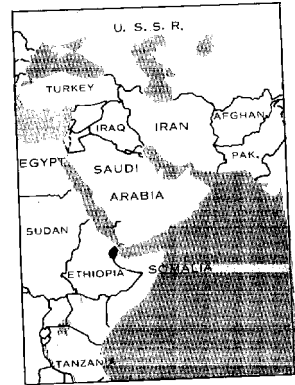 U. S. S. R.
TURKEY
IRAQ
IRAN
AFGHAN.
PAK.
EGYPT
SAUDI
ARABIA
SUDAN
ETHIOPIA
SOMALIA
TANZANIA